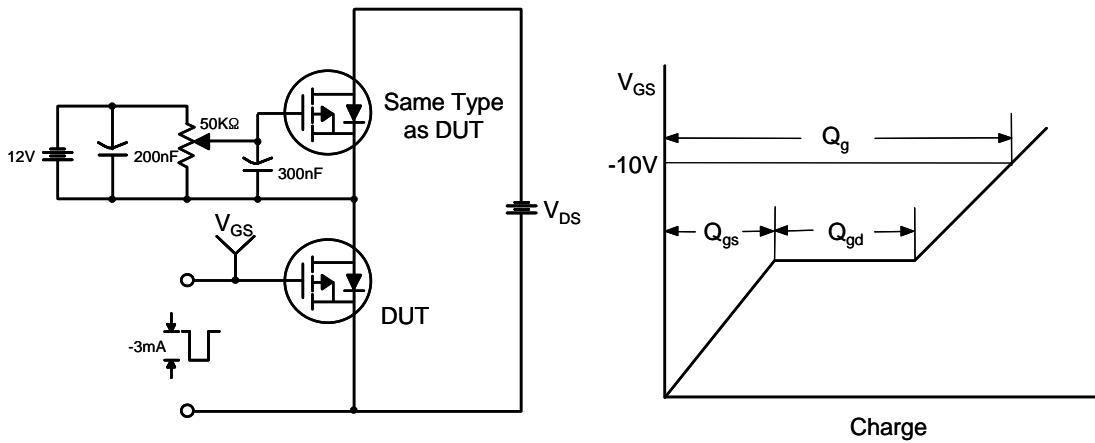 12V
200nF
50KΩ
300nF
Same Type
as DUT
V_DS
V_GS
DUT
-3mA
V_GS
-10V
Q_g
Q_gs
Q_gd
Charge